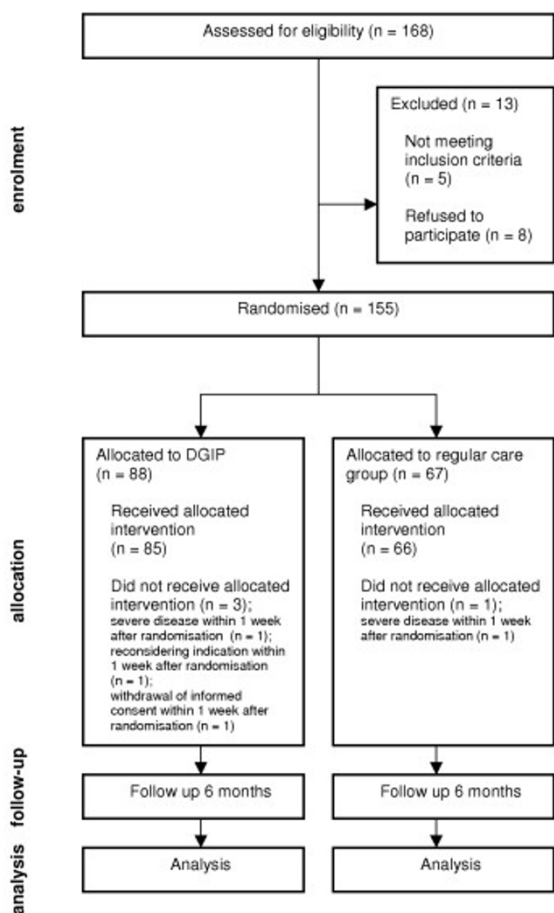 Assessed for eligibility (n = 168)
enrolment
Excluded (n = 13)
Not meeting
inclusion criteria
(n = 5)
Refused to
participate (n = 8)
Randomised (n = 155)
allocation
Allocated to DGIP
(n = 88)
Received allocated
intervention
(n = 85)
Did not receive allocated
intervention (n = 3);
severe disease within 1 week
after randomisation (n = 1);
reconsidering indication within
1 week after randomisation
(n = 1);
withdrawal of informed
consent within 1 week after
randomisation (n = 1)
Allocated to regular care
group (n = 67)
Received allocated
intervention
(n = 66)
Did not receive allocated
intervention (n = 1);
severe disease within 1 week
after randomisation (n = 1)
follow-up
Follow up 6 months
Follow up 6 months
analysis
Analysis
Analysis